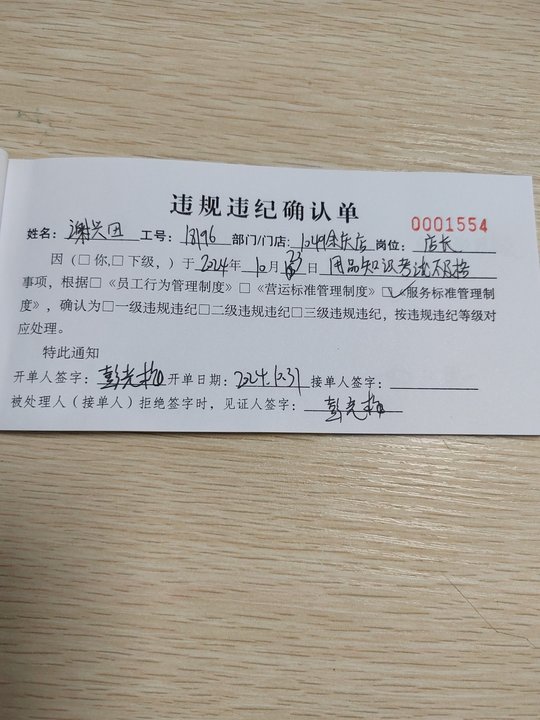 违规违纪确认单
0001554
姓名：谢兴田 工号：18196 部门/门店：1049余庆店 岗位：店长
因（□你，□下级，）于2024年10月23日 用品知识考试不及格
事项，根据□《员工行为管理制度》□《营运标准管理制度》☑《服务标准管理制
度》，确认为□一级违规违纪□二级违规违纪□三级违规违纪，按违规违纪等级对
应处理。
特此通知
开单人签字：彭光 开单日期：2024.10.31 接单人签字：
被处理人（接单人）拒绝签字时，见证人签字：彭光